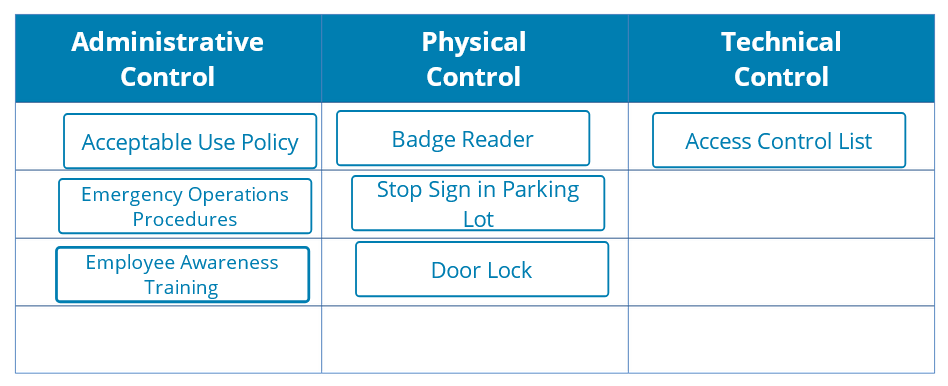 Administrative
Control
Physical
Control
Technical
Control
Acceptable Use Policy
Badge Reader
Access Control List
Emergency Operations
Procedures
Stop Sign in Parking
Lot
Employee Awareness
Training
Door Lock